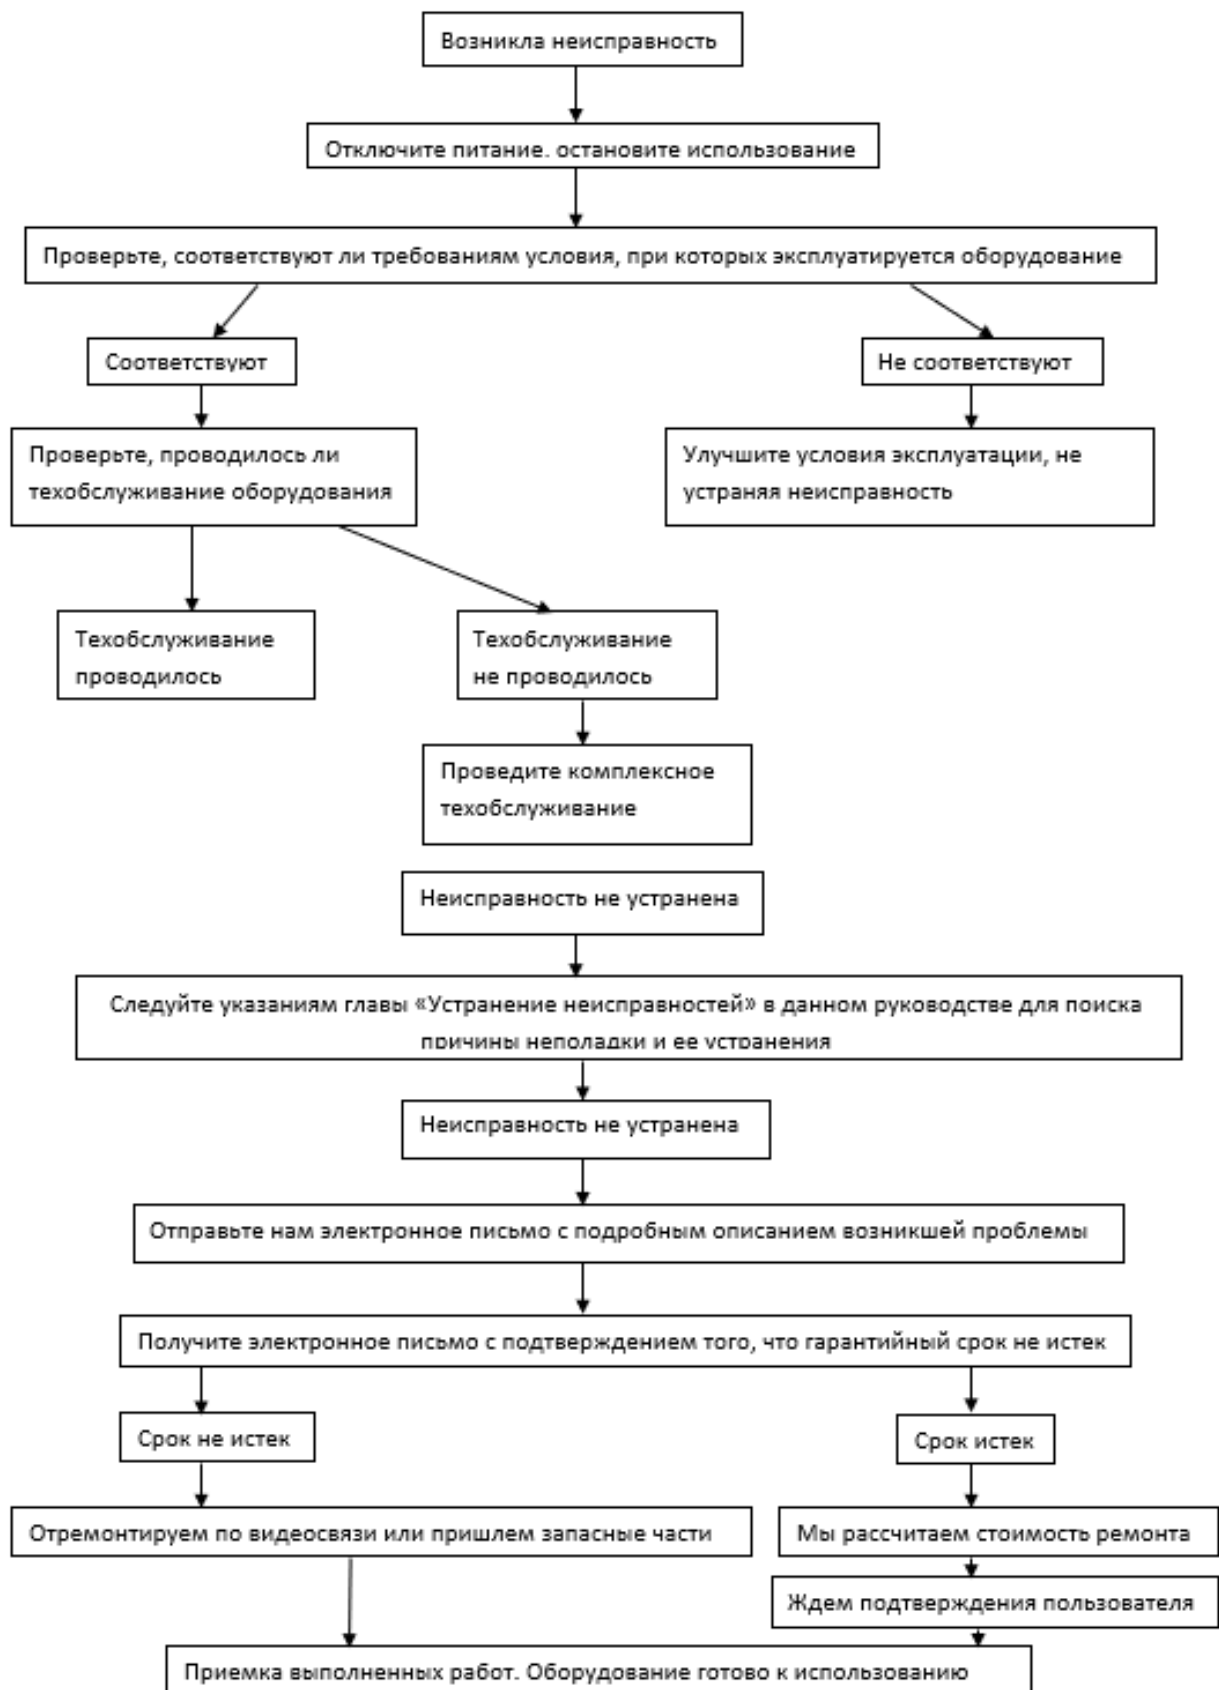 Возникла неисправность
Отключите питание. остановите использование
Проверьте, соответствуют ли требованиям условия, при которых эксплуатируется оборудование
Соответствуют
Не соответствуют
Проверьте, проводилось ли
техобслуживание оборудования
Улучшите условия эксплуатации, не
устраняя неисправность
Техобслуживание
проводилось
Техобслуживание
не проводилось
Проведите комплексное
техобслуживание
Неисправность не устранена
Следуйте указаниям главы «Устранение неисправностей» в данном руководстве для поиска
причины неполадки и ее устранения
Неисправность не устранена
Отправьте нам электронное письмо с подробным описанием возникшей проблемы
Получите электронное письмо с подтверждением того, что гарантийный срок не истек
Срок не истек
Срок истек
Отремонтируем по видеосвязи или пришлем запасные части
Мы рассчитаем стоимость ремонта
Ждем подтверждения пользователя
Приемка выполненных работ. Оборудование готово к использованию